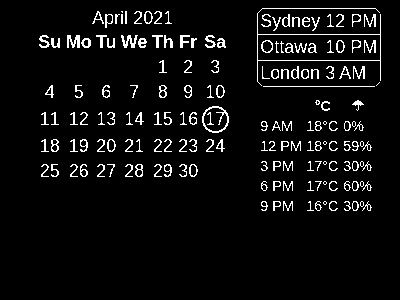 April 2021
Su Mo Tu We Th Fr Sa
1 2 3
4 5 6 7 8 9 10
11 12 13 14 15 16 17
18 19 20 21 22 23 24
25 26 27 28 29 30
Sydney 12 PM
Ottawa 10 PM
London 3 AM
°C ☂
9 AM 18°C 0%
12 PM 18°C 59%
3 PM 17°C 30%
6 PM 17°C 60%
9 PM 16°C 30%